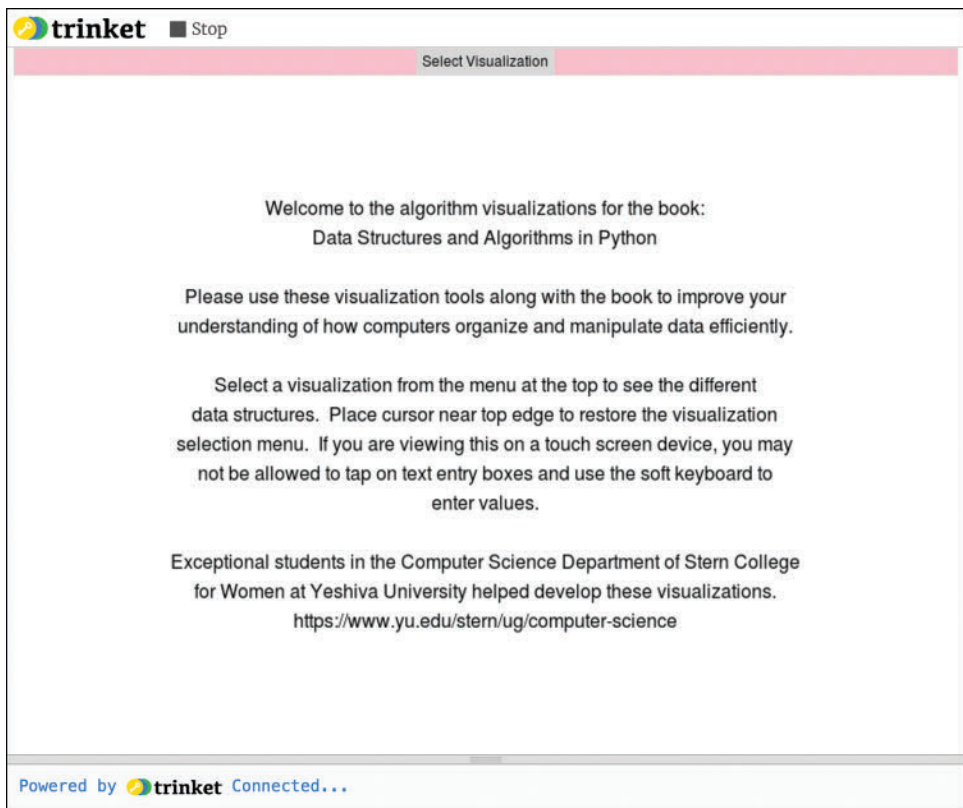 trinket Stop
Select Visualization
Welcome to the algorithm visualizations for the book:
Data Structures and Algorithms in Python
Please use these visualization tools along with the book to improve your
understanding of how computers organize and manipulate data efficiently.
Select a visualization from the menu at the top to see the different
data structures.  Place cursor near top edge to restore the visualization
selection menu.  If you are viewing this on a touch screen device, you may
not be allowed to tap on text entry boxes and use the soft keyboard to
enter values.
Exceptional students in the Computer Science Department of Stern College
for Women at Yeshiva University helped develop these visualizations.
https://www.yu.edu/stern/ug/computer-science
Powered by trinket Connected...